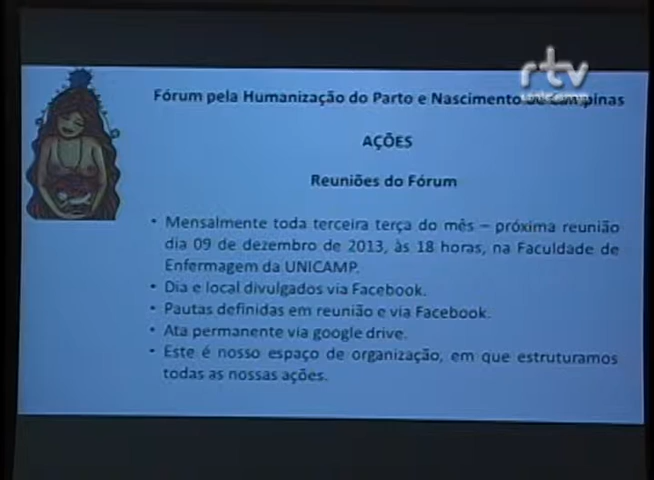 rtv
unicamp
Fórum pela Humanização do Parto e Nascimento de Campinas
AÇÕES
Reuniões do Fórum
• Mensalmente toda terceira terça do mês – próxima reunião
dia 09 de dezembro de 2013, às 18 horas, na Faculdade de
Enfermagem da UNICAMP.
• Dia e local divulgados via Facebook.
• Pautas definidas em reunião e via Facebook.
• Ata permanente via google drive.
• Este é nosso espaço de organização, em que estruturamos
todas as nossas ações.